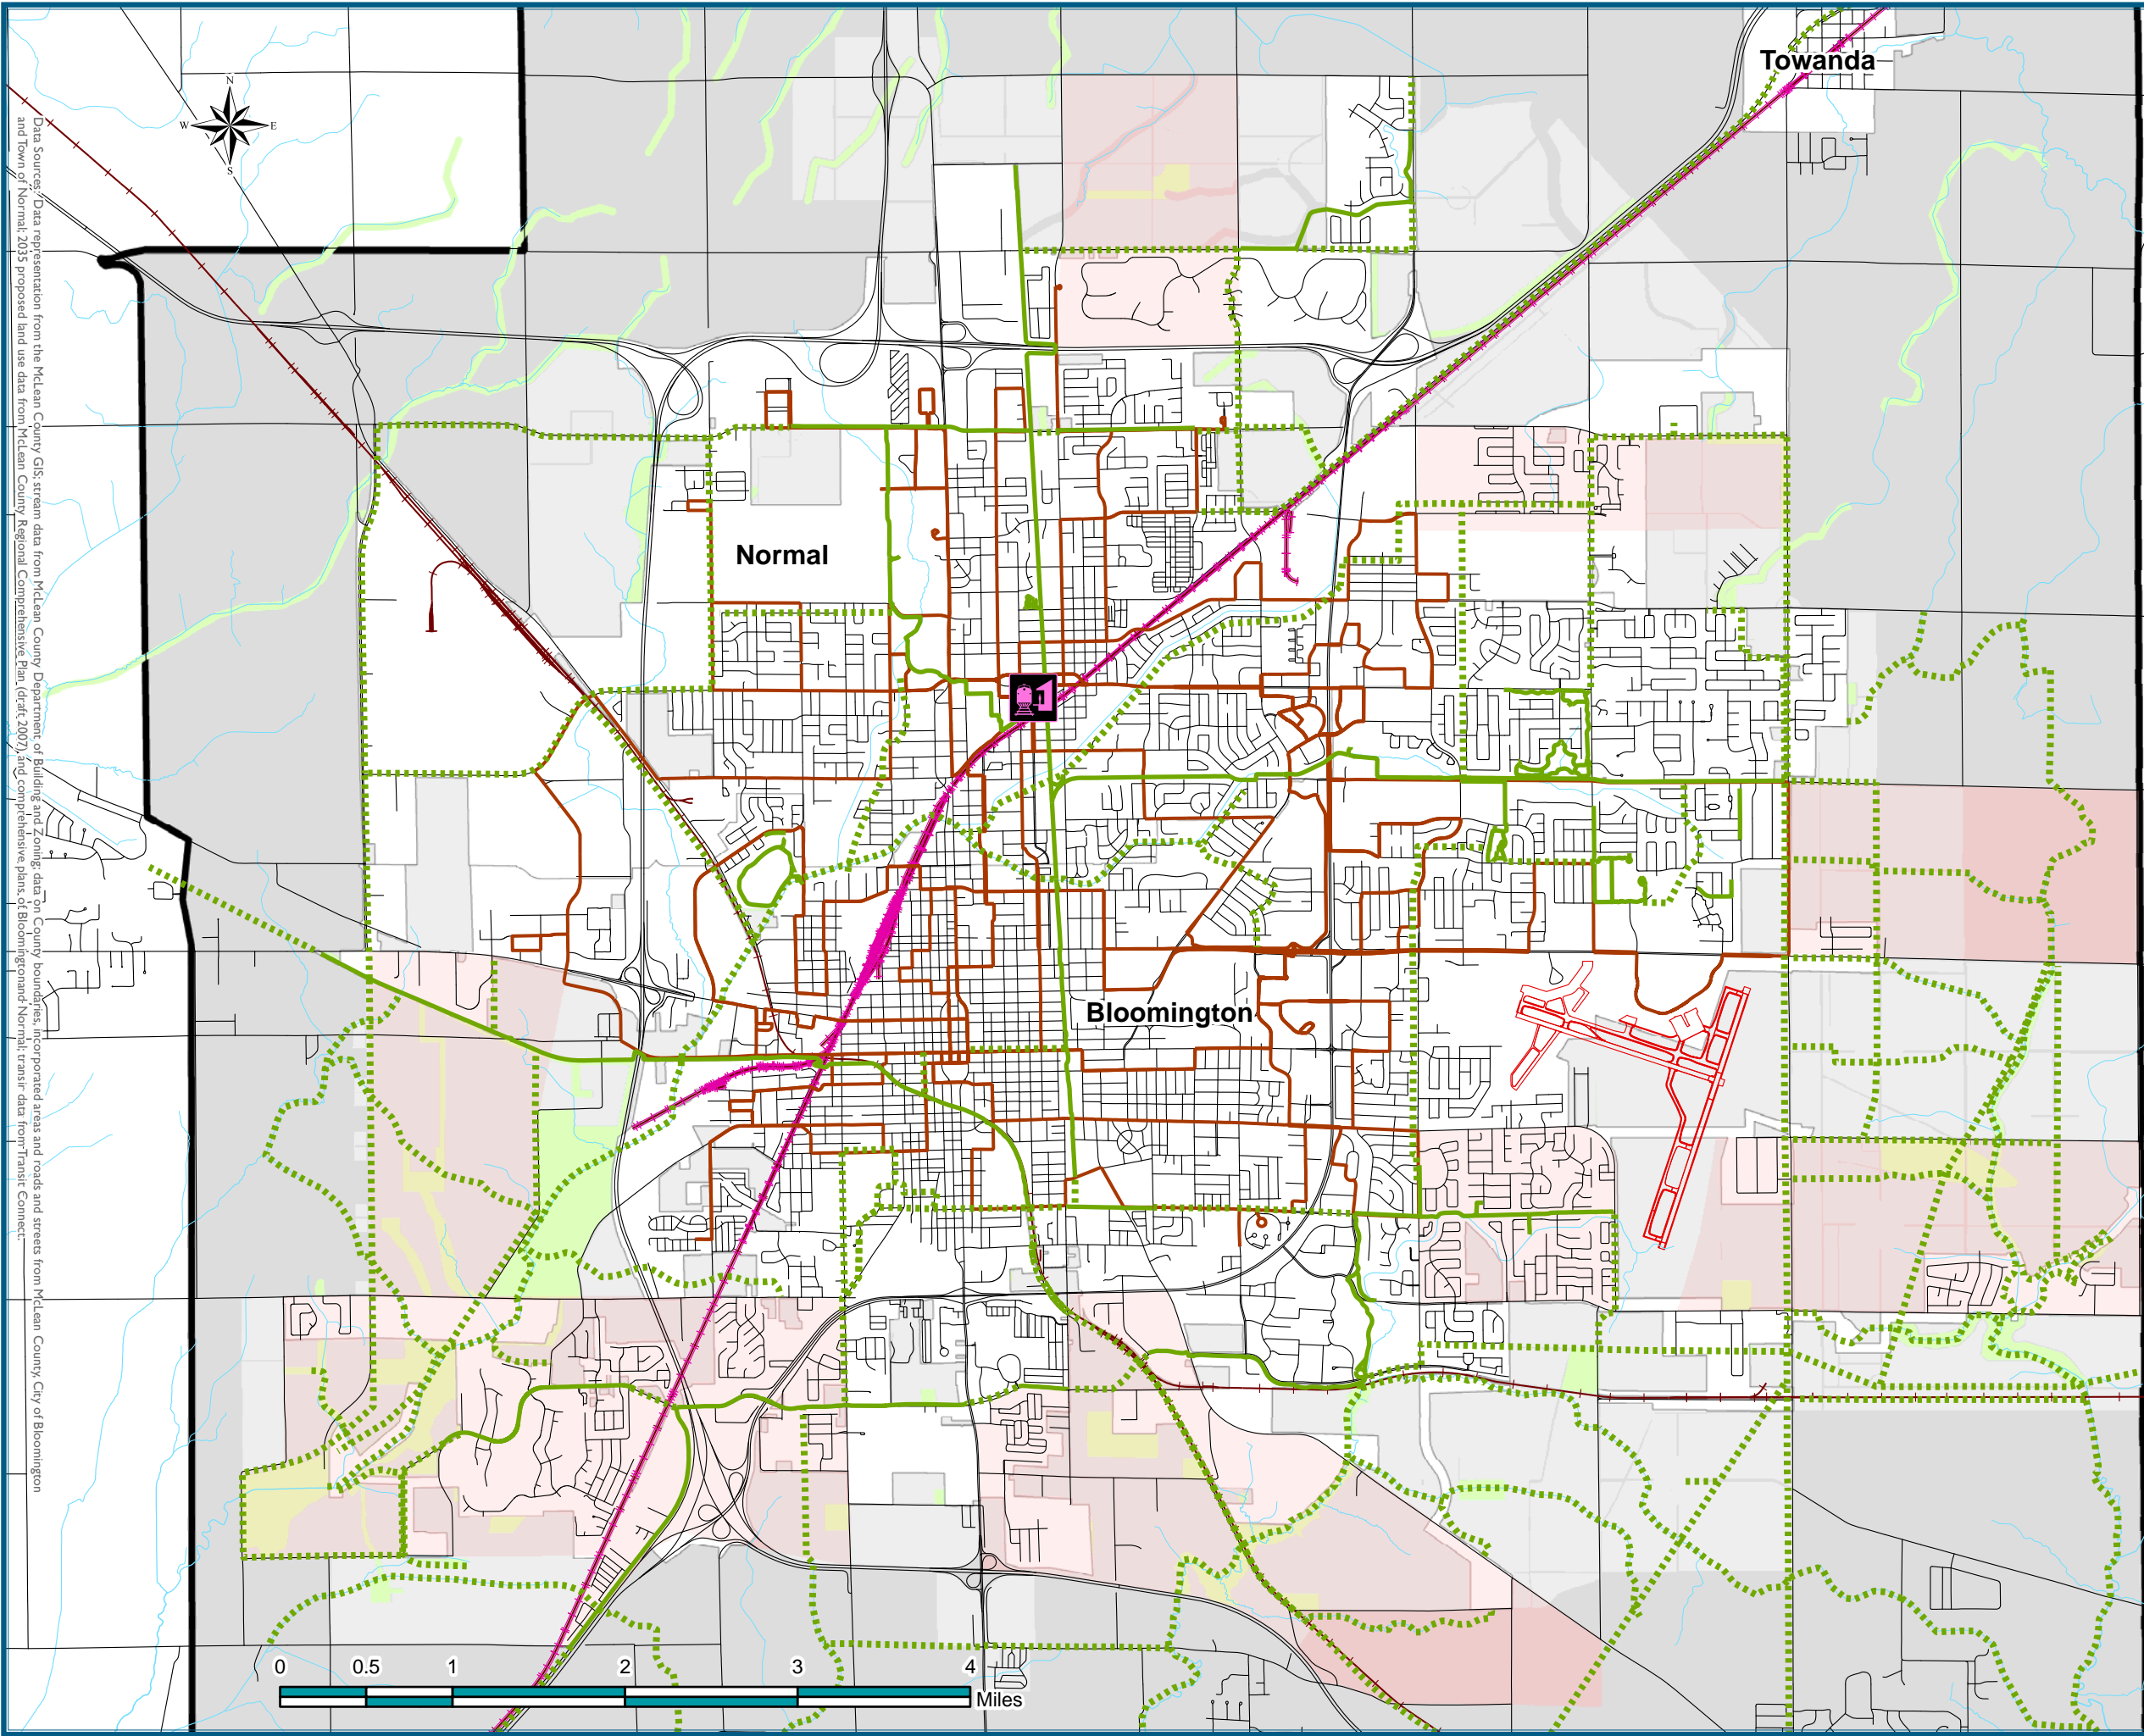 Towanda
N
W E
S
Normal
Bloomington
0 0.5 1 2 3 4
Miles
Data Sources: Data representation from the McLean County GIS; stream data from McLean County Department of Building and Zoning; data on County boundaries, incorporated areas and roads and streets from McLean County, City of Bloomington
and Town of Normal; 2035 proposed land use data from McLean County Regional Comprehensive Plan (draft 2007), and comprehensive plans of Bloomington and Normal; transit data from Transit Connect.